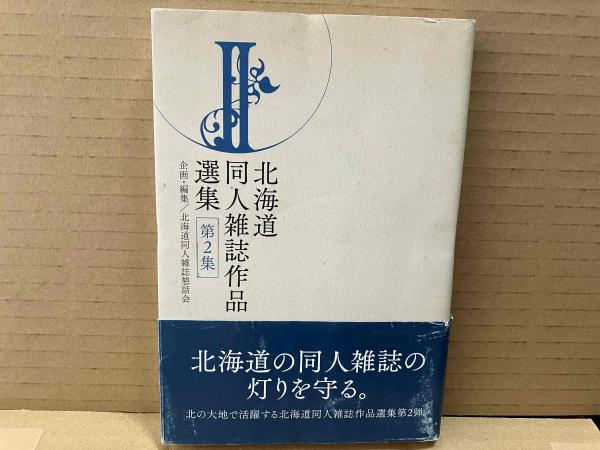 II
北海道
同人雑誌作品
選集
第2集
企画・編集／北海道同人雑誌懇話会
北海道の同人雑誌の
灯りを守る。
北の大地で活躍する北海道同人雑誌作品選集第2弾。